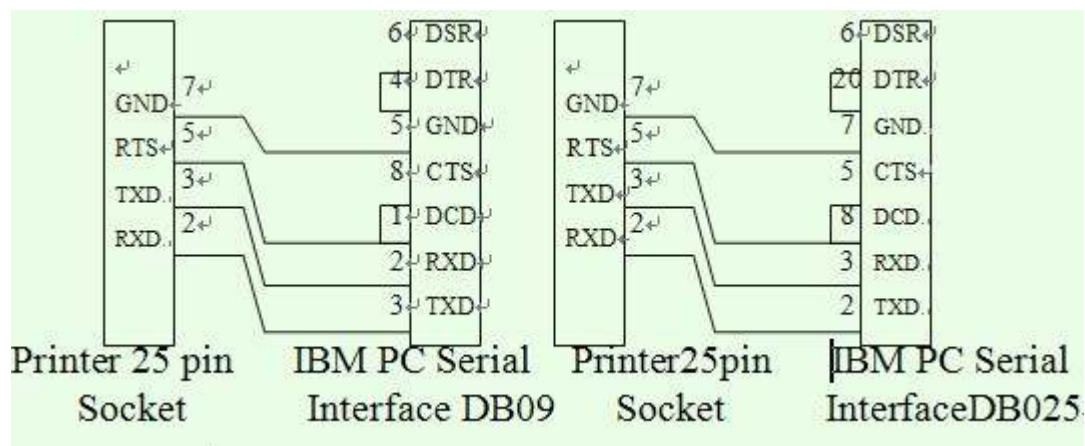 6↵ DSR↵
4↵ DTR↵
5↵ GND↵
8↵ CTS↵
1↵ DCD↵
2↵ RXD↵
3↵ TXD↵
↵
GND↵ 7↵
RTS↵ 5↵
TXD 3↵
RXD 2↵
Printer 25 pin
Socket
IBM PC Serial
Interface DB09
↵
GND↵ 7↵
RTS↵ 5↵
TXD↵ 3↵
RXD↵ 2↵
6↵ DSR↵
20 DTR↵
7 GND
5 CTS↵
8 DCD
3 RXD
2 TXD
Printer25pin
Socket
IBM PC Serial
InterfaceDB025